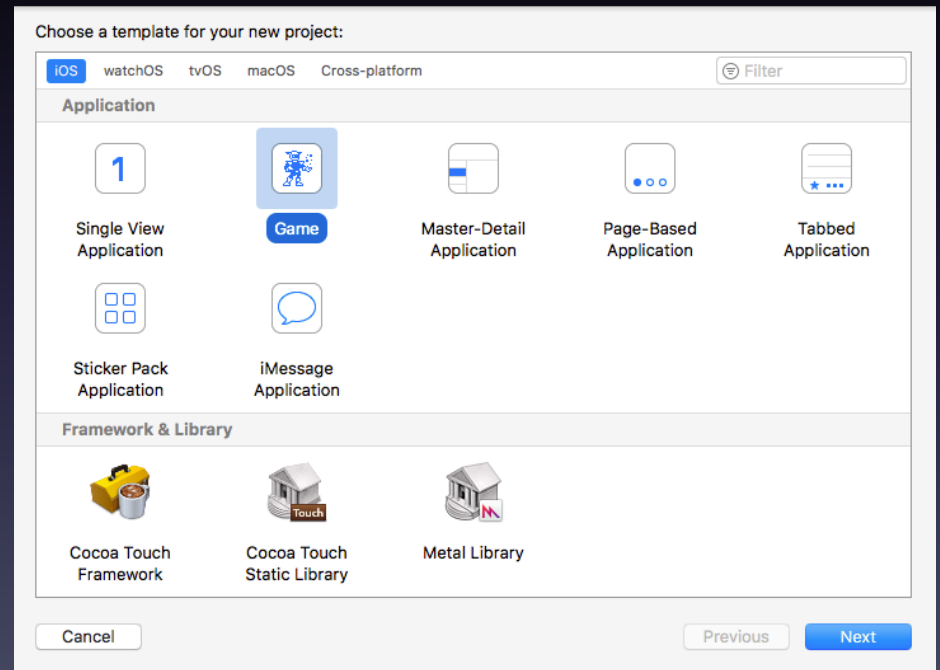 Choose a template for your new project:
iOS watchOS tvOS macOS Cross-platform Filter
Application
1
Single View Application
Game
Master-Detail Application
Page-Based Application
Tabbed Application
Sticker Pack Application
iMessage Application
Framework & Library
Touch
Cocoa Touch Framework
Cocoa Touch Static Library
Metal Library
Cancel Previous Next